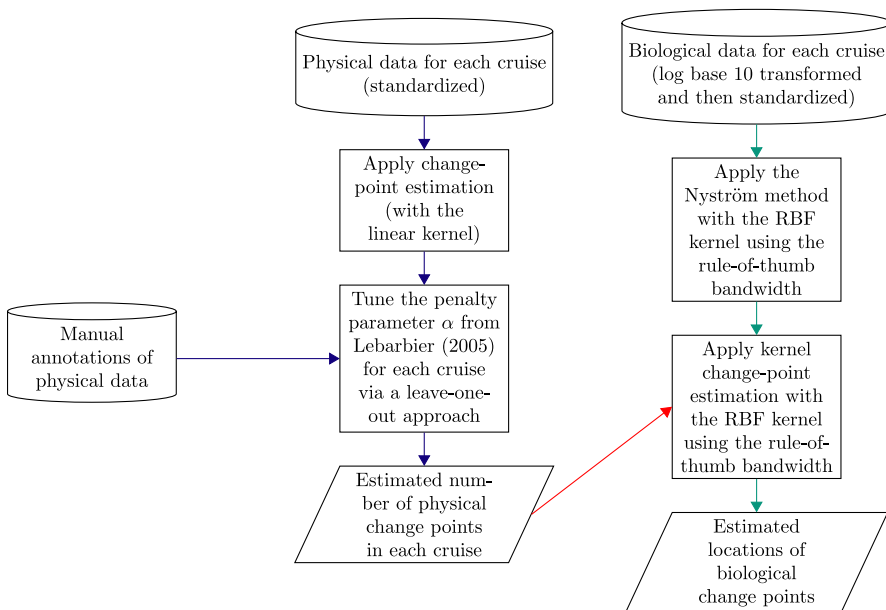 Physical data for each cruise
(standardized)
Biological data for each cruise
(log base 10 transformed
and then standardized)
Apply change-
point estimation
(with the
linear kernel)
Apply the
Nyström method
with the RBF
kernel using the
rule-of-thumb
bandwidth
Manual
annotations of
physical data
Tune the penalty
parameter α from
Lebarbier (2005)
for each cruise
via a leave-one-
out approach
Apply kernel
change-point
estimation with
the RBF kernel
using the rule-of-
thumb bandwidth
Estimated num-
ber of physical
change points
in each cruise
Estimated
locations of
biological
change points